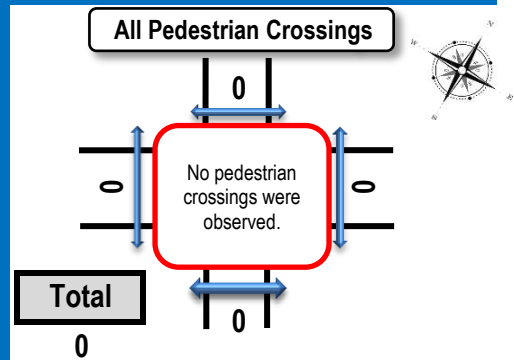 All Pedestrian Crossings
N
W
E
S
0
0
No pedestrian
crossings were
observed.
0
0
Total
0